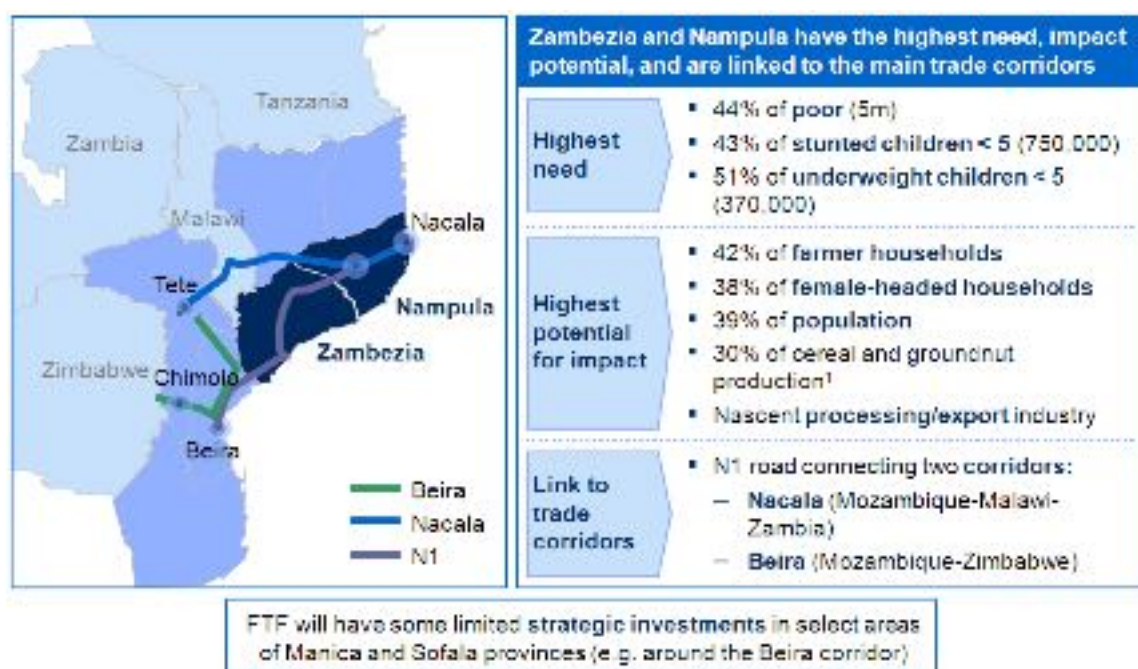 Tanzania
Zambia
Malawi
Nacala
Tete
Nampula
Zambezia
Zimbabwe
Chimoio
Beira
Beira
Nacala
N1
Zambezia and Nampula have the highest need, impact
potential, and are linked to the main trade corridors
Highest
need
▪ 44% of poor (5m)
▪ 43% of stunted children < 5 (750,000)
▪ 51% of underweight children < 5
(370,000)
Highest
potential
for impact
▪ 42% of farmer households
▪ 38% of female-headed households
▪ 39% of population
▪ 30% of cereal and groundnut
production¹
▪ Nascent processing/export industry
Link to
trade
corridors
▪ N1 road connecting two corridors:
– Nacala (Mozambique-Malawi-
Zambia)
– Beira (Mozambique-Zimbabwe)
FTF will have some limited strategic investments in select areas
of Manica and Sofala provinces (e.g. around the Beira corridor)